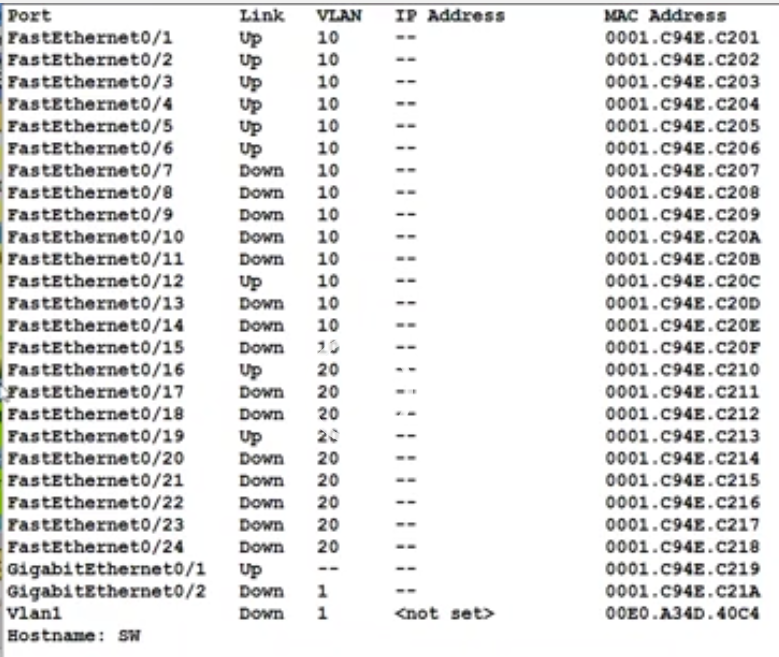 Port Link VLAN IP Address MAC Address
FastEthernet0/1 Up 10 -- 0001.C94E.C201
FastEthernet0/2 Up 10 -- 0001.C94E.C202
FastEthernet0/3 Up 10 -- 0001.C94E.C203
FastEthernet0/4 Up 10 -- 0001.C94E.C204
FastEthernet0/5 Up 10 -- 0001.C94E.C205
FastEthernet0/6 Up 10 -- 0001.C94E.C206
FastEthernet0/7 Down 10 -- 0001.C94E.C207
FastEthernet0/8 Down 10 -- 0001.C94E.C208
FastEthernet0/9 Down 10 -- 0001.C94E.C209
FastEthernet0/10 Down 10 -- 0001.C94E.C20A
FastEthernet0/11 Down 10 -- 0001.C94E.C20B
FastEthernet0/12 Up 10 -- 0001.C94E.C20C
FastEthernet0/13 Down 10 -- 0001.C94E.C20D
FastEthernet0/14 Down 10 -- 0001.C94E.C20E
FastEthernet0/15 Down -- 0001.C94E.C20F
FastEthernet0/16 Up 20 -- 0001.C94E.C210
FastEthernet0/17 Down 20 -- 0001.C94E.C211
FastEthernet0/18 Down 20 -- 0001.C94E.C212
FastEthernet0/19 Up 20 -- 0001.C94E.C213
FastEthernet0/20 Down 20 -- 0001.C94E.C214
FastEthernet0/21 Down 20 -- 0001.C94E.C215
FastEthernet0/22 Down 20 -- 0001.C94E.C216
FastEthernet0/23 Down 20 -- 0001.C94E.C217
FastEthernet0/24 Down 20 -- 0001.C94E.C218
GigabitEthernet0/1 Up -- -- 0001.C94E.C219
GigabitEthernet0/2 Down 1 -- 0001.C94E.C21A
Vlan1 Down 1 <not set> 00E0.A34D.40C4
Hostname: SW